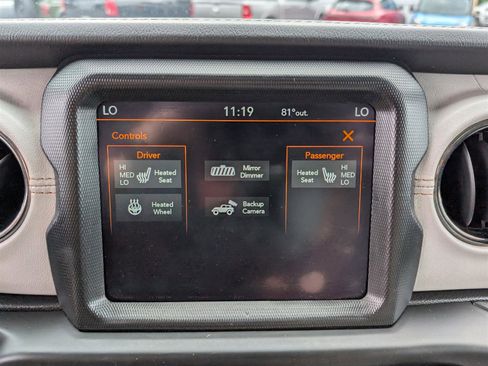 LO 11:19 81°out. LO
Controls X
Driver
HI
MED
LO
Heated
Seat
Heated
Wheel
Mirror
Dimmer
Backup
Camera
Passenger
Heated
Seat
HI
MED
LO